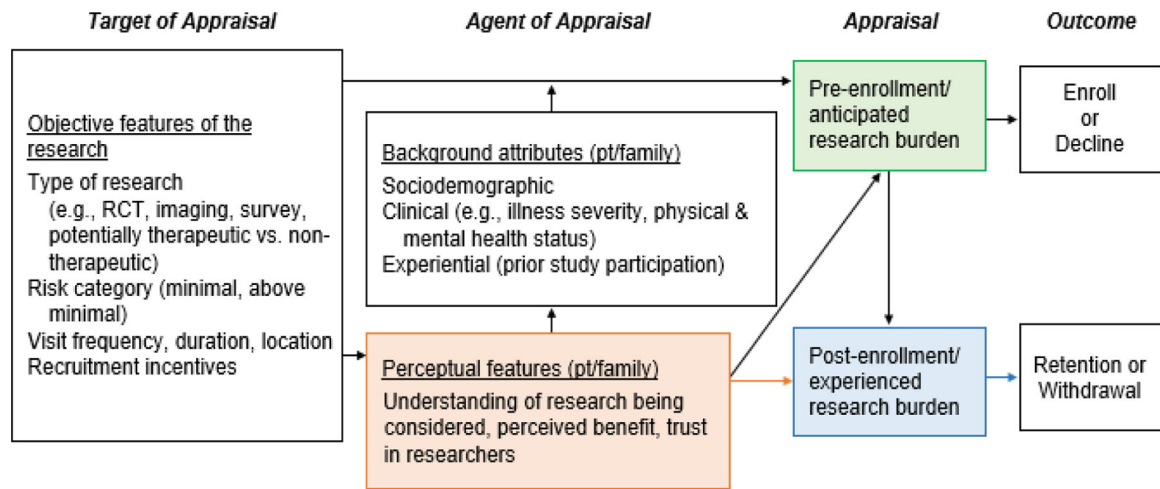 Target of Appraisal
Agent of Appraisal
Appraisal
Outcome
Objective features of the
research
Type of research
(e.g., RCT, imaging, survey,
potentially therapeutic vs. non-
therapeutic)
Risk category (minimal, above
minimal)
Visit frequency, duration, location
Recruitment incentives
Background attributes (pt/family)
Sociodemographic
Clinical (e.g., illness severity, physical &
mental health status)
Experiential (prior study participation)
Perceptual features (pt/family)
Understanding of research being
considered, perceived benefit, trust
in researchers
Pre-enrollment/
anticipated
research burden
Post-enrollment/
experienced
research burden
Enroll
or
Decline
Retention or
Withdrawal